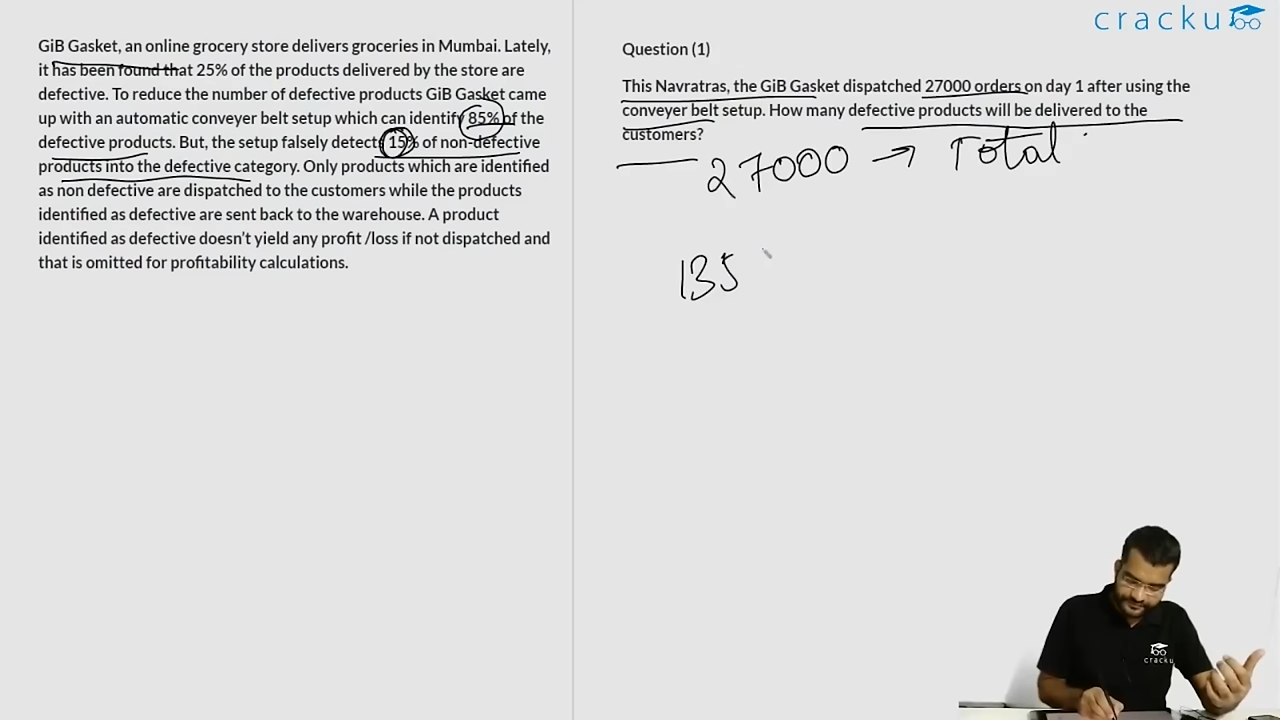 cracku
GiB Gasket, an online grocery store delivers groceries in Mumbai. Lately,
it has been found that 25% of the products delivered by the store are
defective. To reduce the number of defective products GiB Gasket came
up with an automatic conveyer belt setup which can identify 85% of the
defective products. But, the setup falsely detects 15% of non-defective
products into the defective category. Only products which are identified
as non defective are dispatched to the customers while the products
identified as defective are sent back to the warehouse. A product
identified as defective doesn't yield any profit /loss if not dispatched and
that is omitted for profitability calculations.
Question (1)
This Navratras, the GiB Gasket dispatched 27000 orders on day 1 after using the
conveyer belt setup. How many defective products will be delivered to the
customers?
27000 → Total
135
cracku